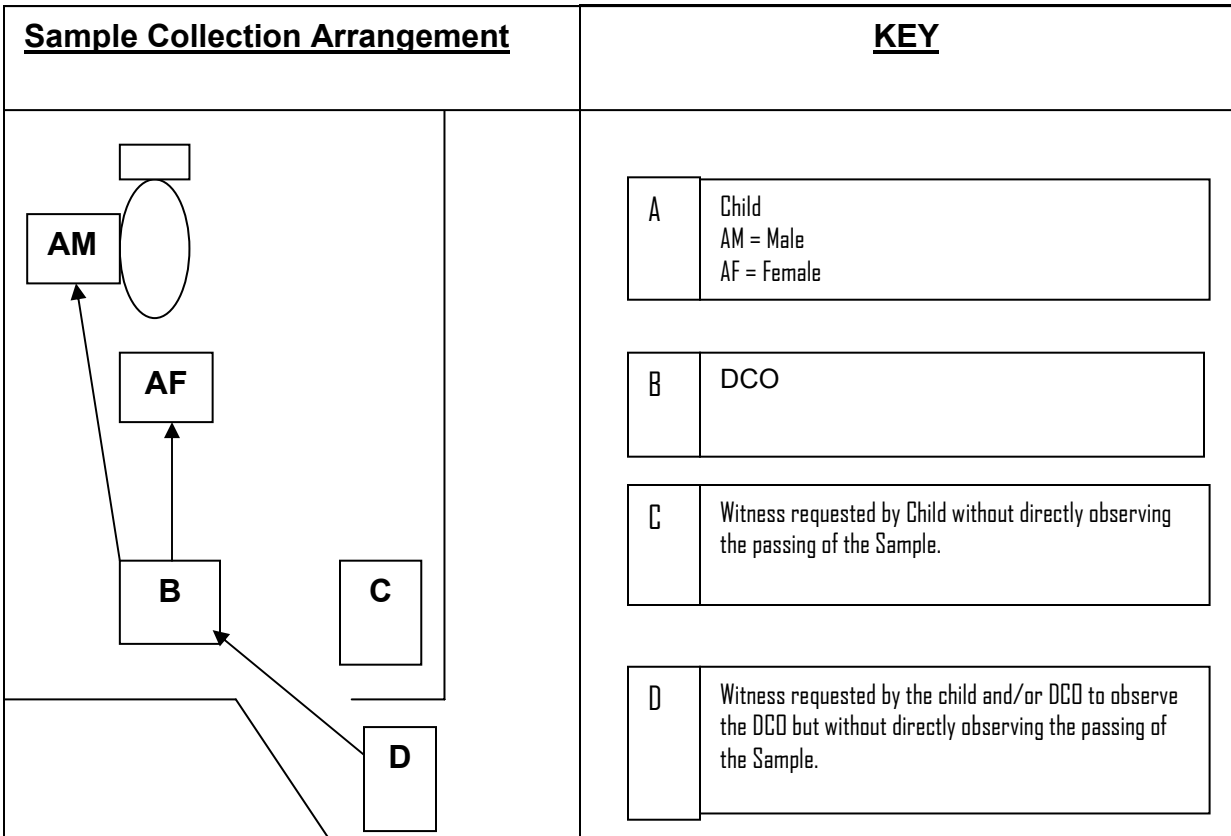 Sample Collection Arrangement
KEY
AM
AF
B
C
D
A
Child
AM = Male
AF = Female
B
DCO
C
Witness requested by Child without directly observing
the passing of the Sample.
D
Witness requested by the child and/or DCO to observe
the DCO but without directly observing the passing of
the Sample.